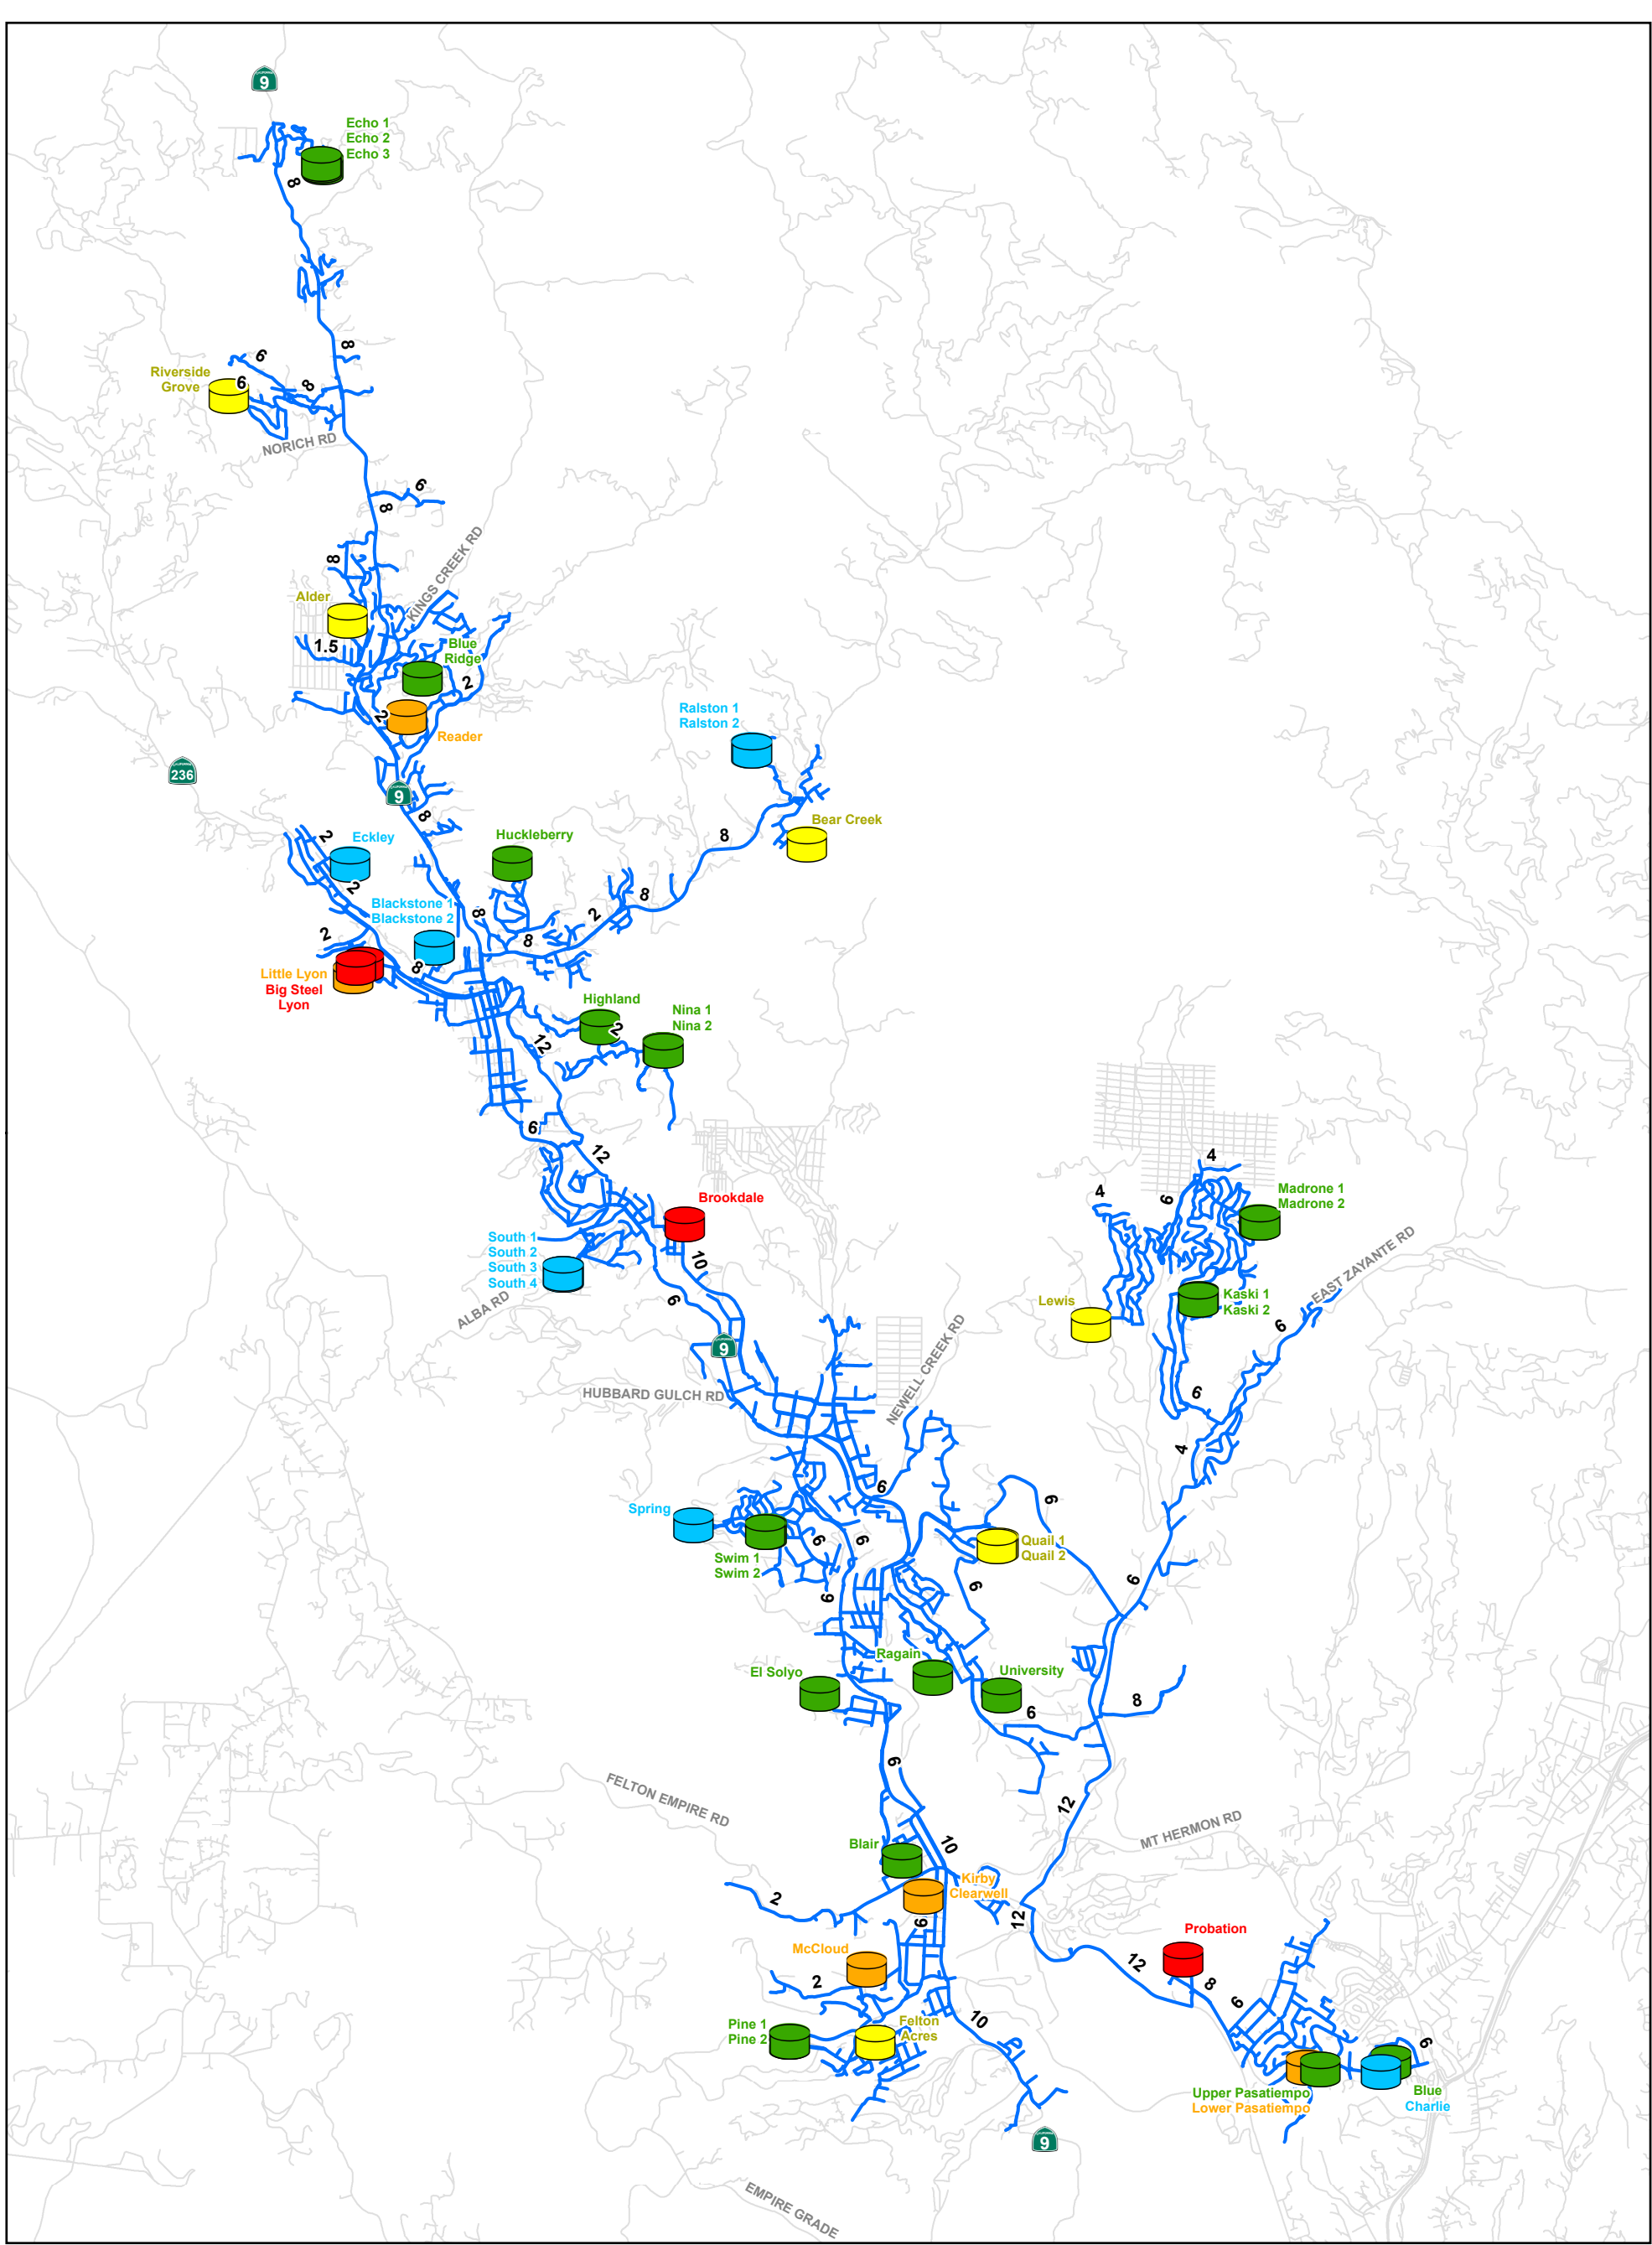 9
Echo 1
Echo 2
Echo 3
8
8
6
Riverside
Grove
6
8
NORICH RD
6
8
8
KINGS CREEK RD
Alder
1.5
Blue
Ridge
2
2
Reader
Ralston 1
Ralston 2
236
9
8
Bear Creek
8
2
Eckley
Huckleberry
2
8
2
Blackstone 1
Blackstone 2
8
8
2
8
Little Lyon
Big Steel
Lyon
Highland
2
Nina 1
Nina 2
12
6
12
4
4
6
Madrone 1
Madrone 2
Brookdale
South 1
South 2
South 3
South 4
10
6
ALBA RD
EAST ZAYANTE RD
Kaski 1
Kaski 2
Lewis
6
9
NEWELL CREEK RD
HUBBARD GULCH RD
6
4
6
6
Spring
6
6
Quail 1
Quail 2
Swim 1
Swim 2
6
6
6
Ragain
El Solyo
University
8
6
6
FELTON EMPIRE RD
12
MT HERMON RD
10
Blair
Kirby
Clearwell
2
6
12
Probation
McCloud
12
2
8
6
10
Pine 1
Pine 2
Felton
Acres
6
Upper Pasatiempo
Lower Pasatiempo
Blue
Charlie
9
EMPIRE GRADE